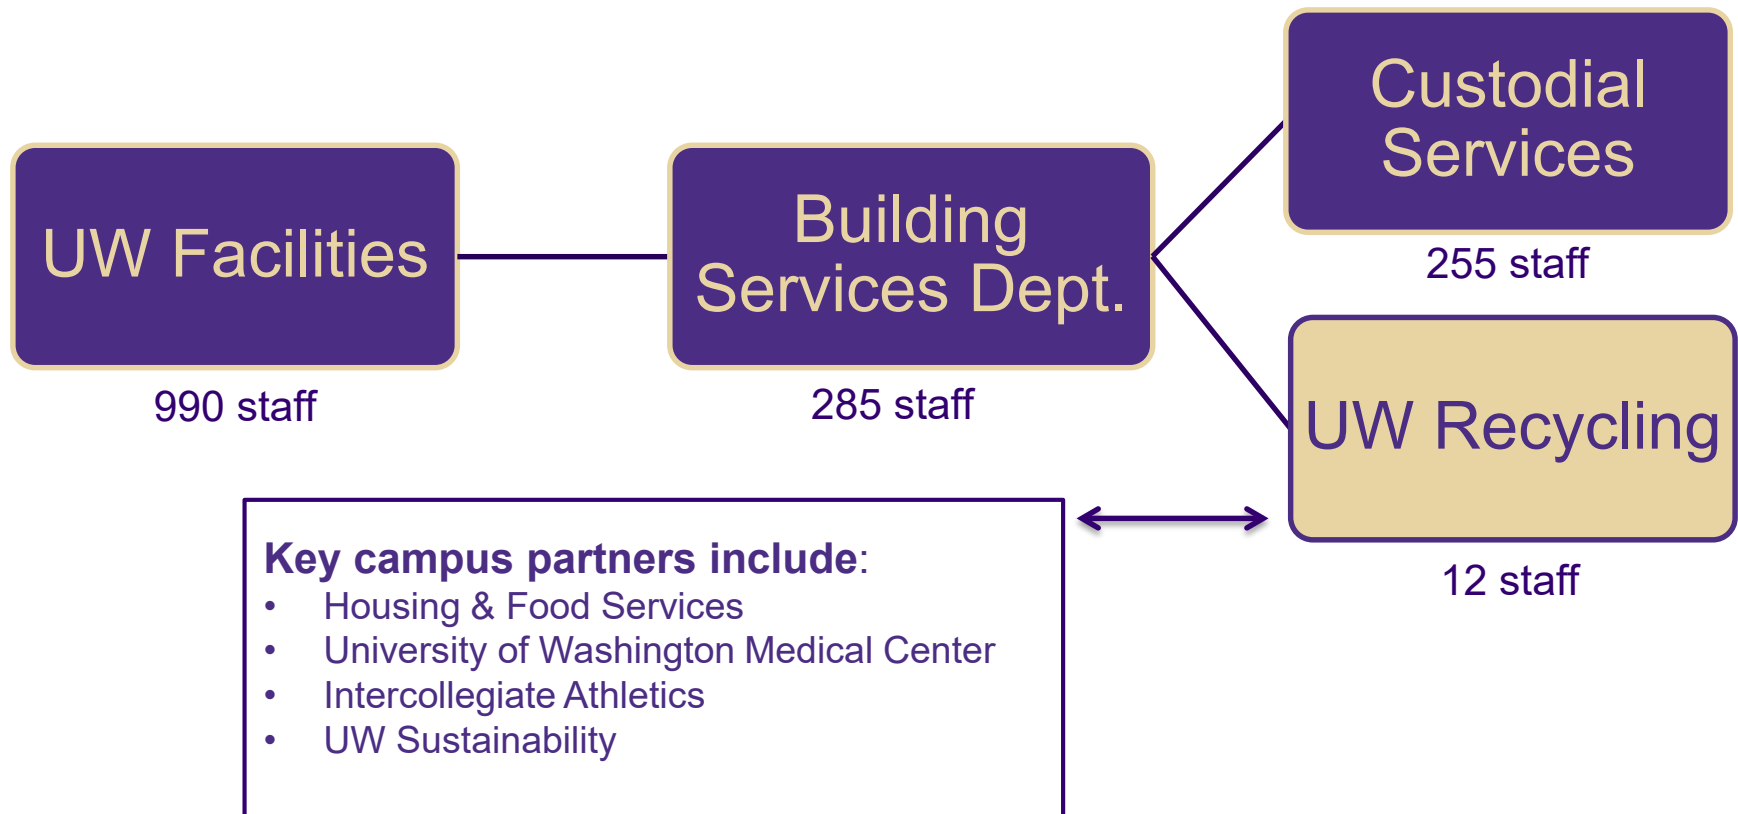 UW Facilities
990 staff
Building
Services Dept.
285 staff
Custodial
Services
255 staff
UW Recycling
12 staff
Key campus partners include:
• Housing & Food Services
• University of Washington Medical Center
• Intercollegiate Athletics
• UW Sustainability